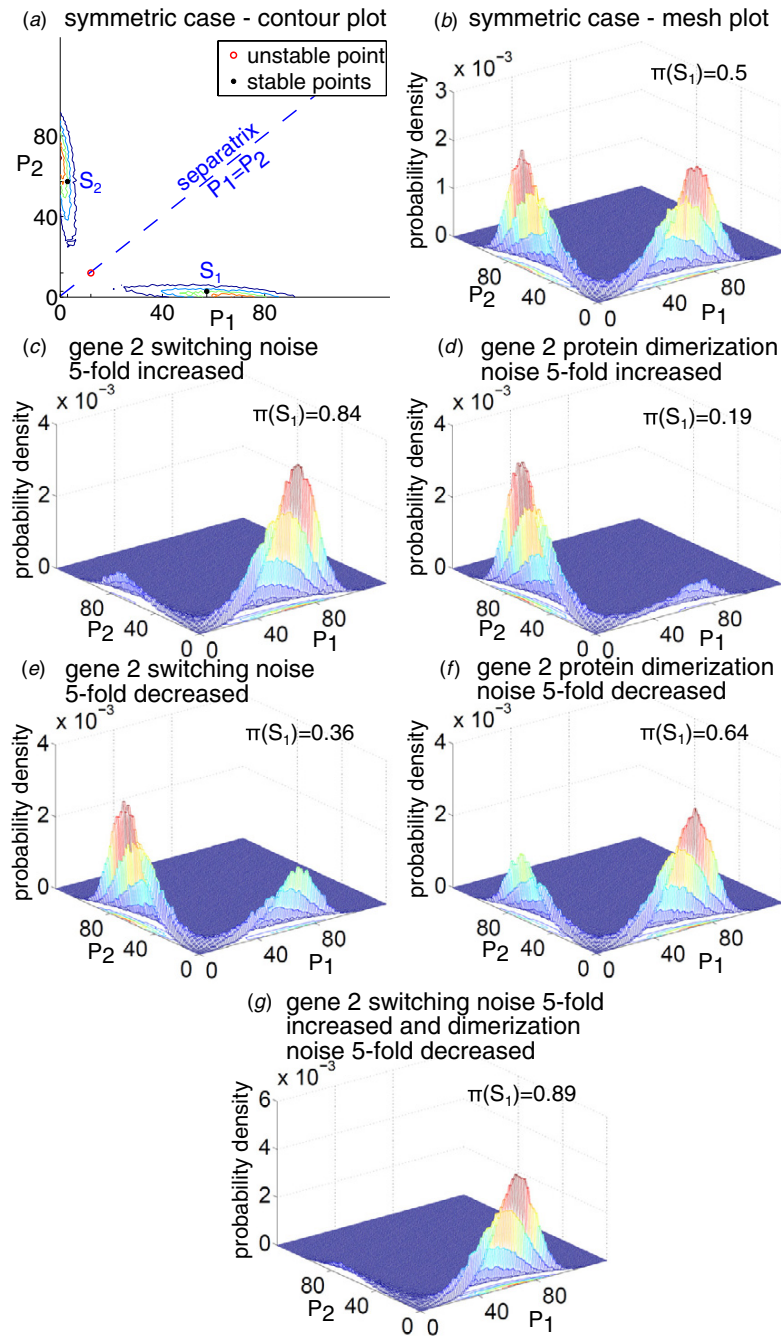 (a) symmetric case - contour plot
unstable point
stable points
80
P2
40
0
S2
separatrix
P1=P2
S1
0
40
P1
80
(b) symmetric case - mesh plot
x 10⁻³
π(S1)=0.5
3
2
1
0
probability density
80
P2
40
0
0
40
P1
80
(c) gene 2 switching noise
5-fold increased
x 10⁻³
π(S1)=0.84
4
2
0
probability density
80
P2
40
0
0
40
P1
80
(d) gene 2 protein dimerization
noise 5-fold increased
x 10⁻³
π(S1)=0.19
4
2
0
probability density
80
P2
40
0
0
40
P1
80
(e) gene 2 switching noise
5-fold decreased
x 10⁻³
π(S1)=0.36
4
2
0
probability density
80
P2
40
0
0
40
P1
80
(f) gene 2 protein dimerization
noise 5-fold decreased
x 10⁻³
π(S1)=0.64
4
2
0
probability density
80
P2
40
0
0
40
P1
80
(g) gene 2 switching noise 5-fold
increased and dimerization
noise 5-fold decreased
x 10⁻³
π(S1)=0.89
6
4
2
0
probability density
80
P2
40
0
0
40
P1
80